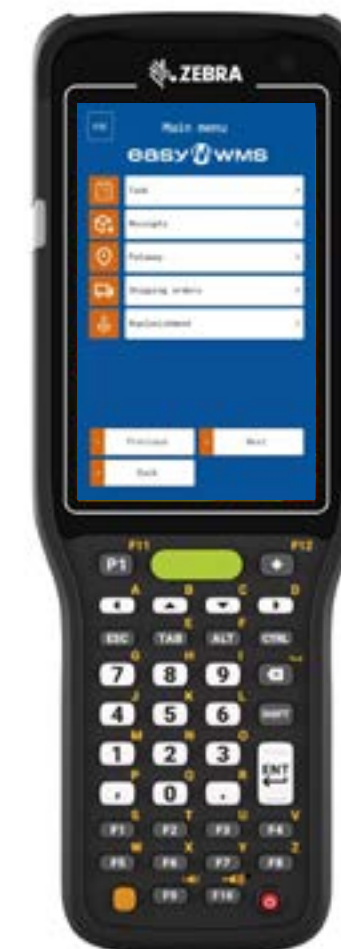 ZEBRA
Main menu
easy WMS
Task
Receipts
Putaway
Shipping orders
Replenishment
Previous
Next
Back
F11
F12
P1
A
B
C
D
E
F
ESC
TAB
ALT
CTRL
G
H
I
7
8
9
J
K
L
4
5
6
SHIFT
M
N
O
1
2
3
ENT
P
Q
R
,
0
.
S
T
U
V
F1
F2
F3
F4
W
X
Y
Z
F5
F6
F7
F8
F9
F10